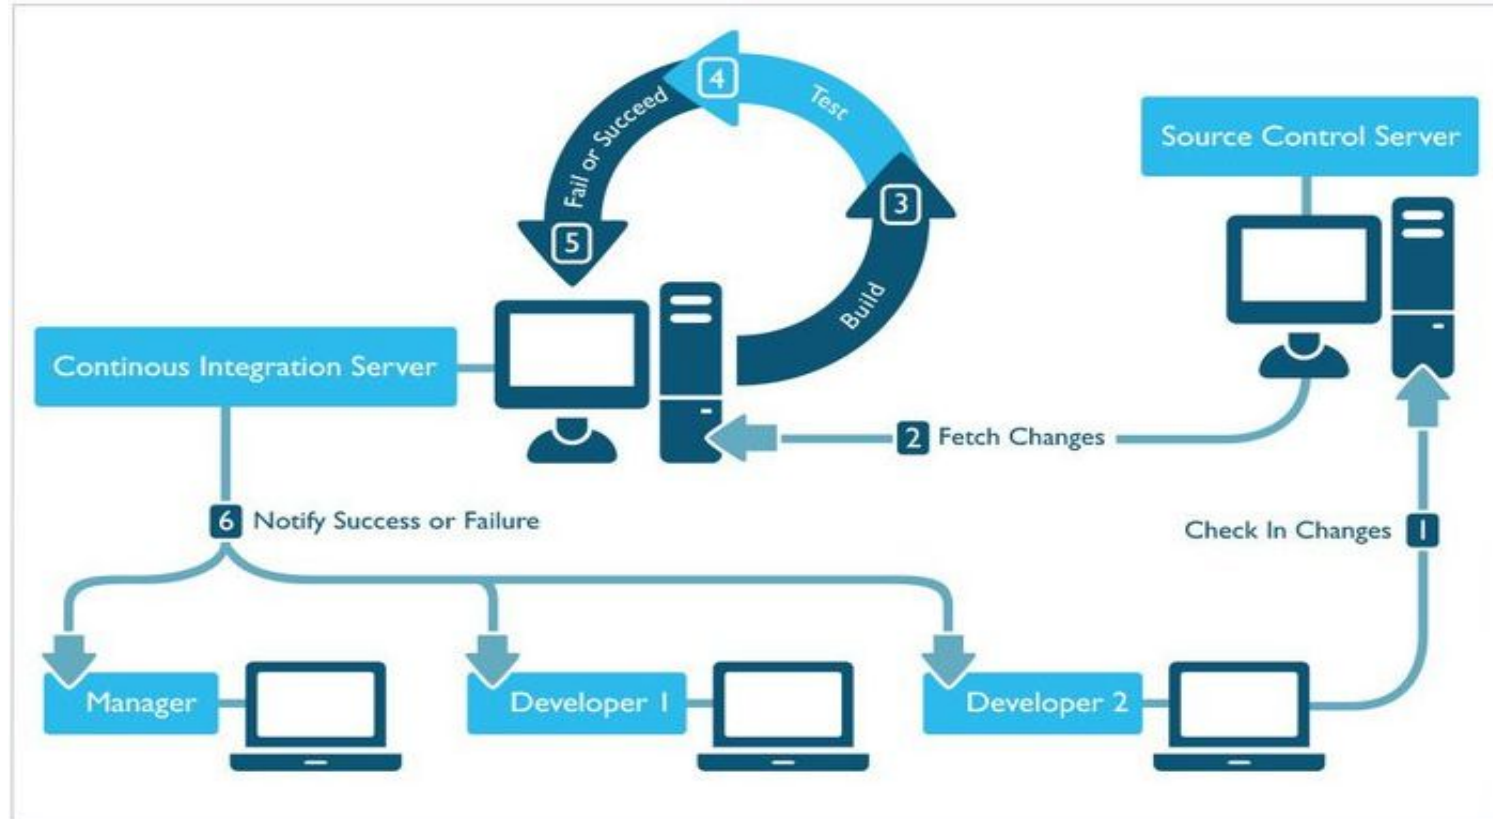 4
Test
Fail or Succeed
Source Control Server
3
5
Build
Continous Integration Server
2 Fetch Changes
6 Notify Success or Failure
Check In Changes 1
Manager
Developer 1
Developer 2